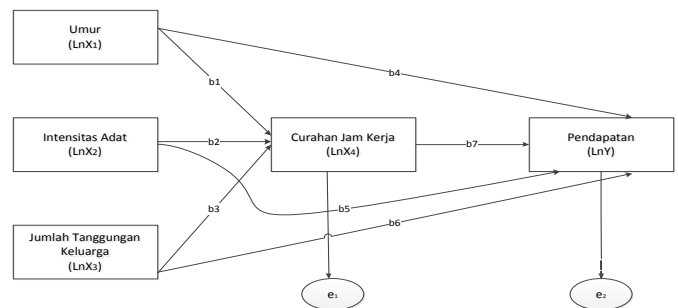 Umur
(LnX₁)
b4
b1
Intensitas Adat
(LnX₂)
b2
Curahan Jam Kerja
(LnX₄)
b7
Pendapatan
(LnY)
b3
b5
b6
Jumlah Tanggungan
Keluarga
(LnX₃)
e₁
e₂